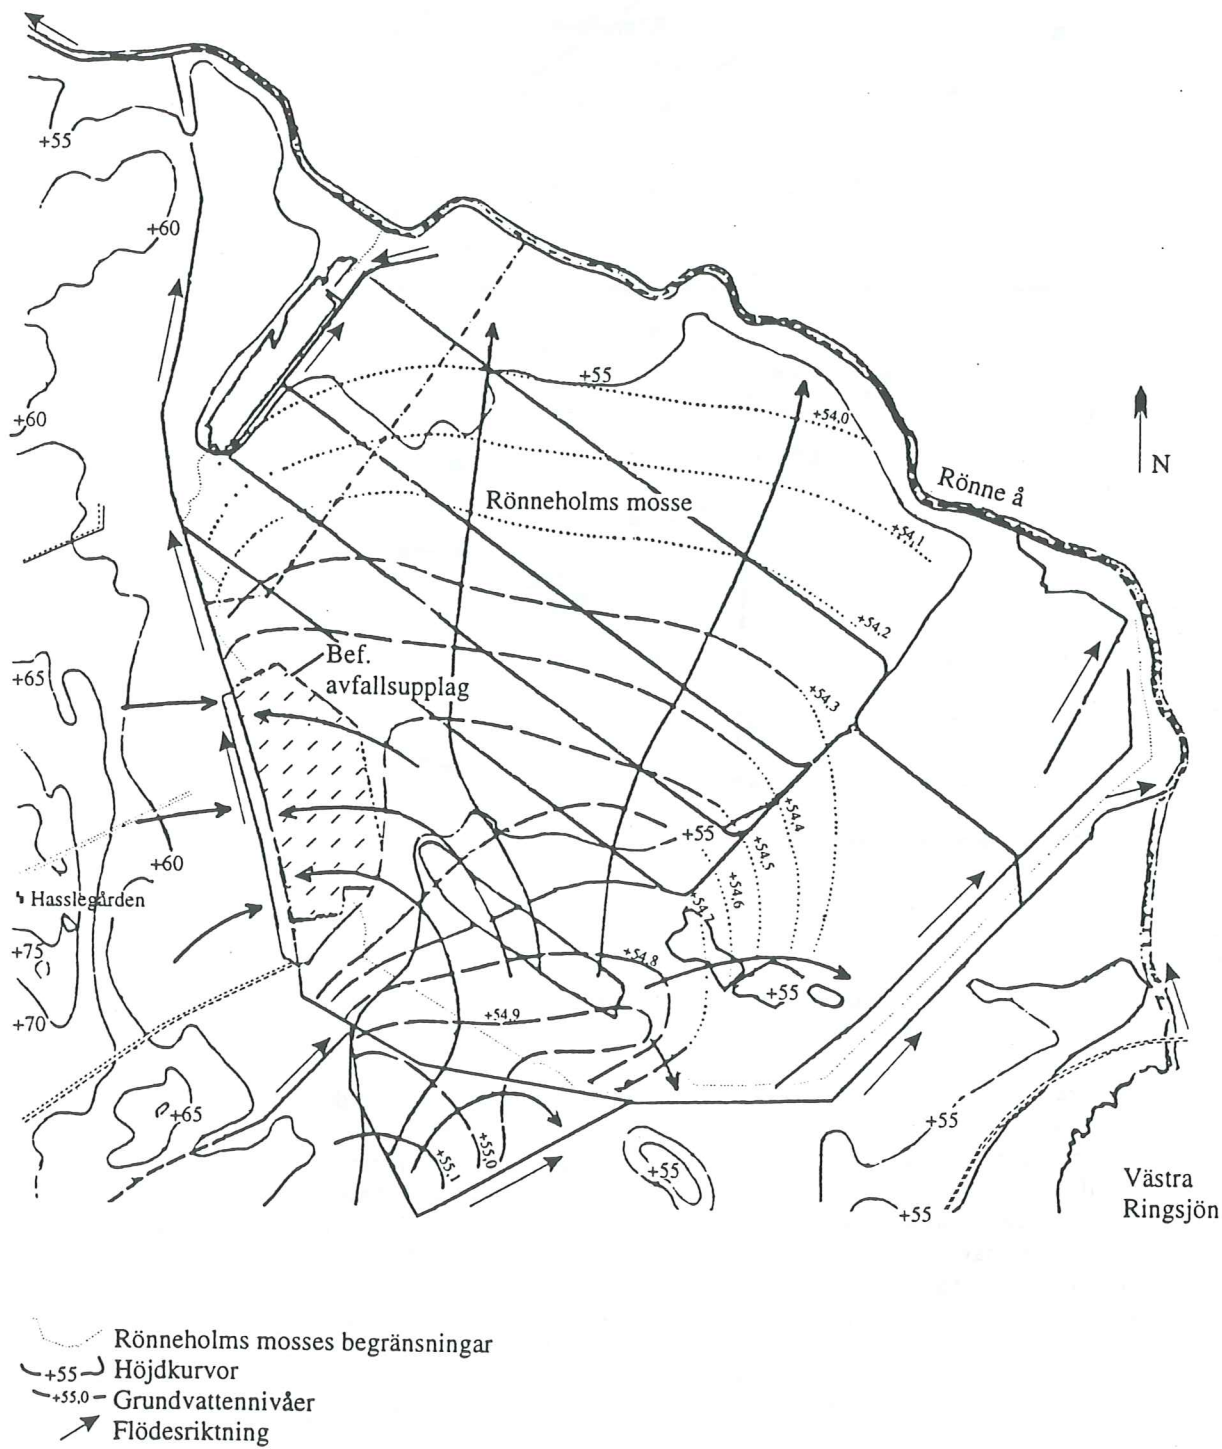 +55
+60
+60
+55
+54,0
N
Rönne å
Rönneholms mosse
+54,1
+54,2
Bef.
avfallsupplag
+65
+54,3
+54,4
+55
+54,5
+60
+54,6
Hasslegården
+54,7
+75
+54,8
+55
+70
+54,9
+65
+55
+55,0
+55,1
+55
Västra
Ringsjön
+55
Rönneholms mosses begränsningar
+55 Höjdkurvor
+55,0 Grundvattennivåer
Flödesriktning